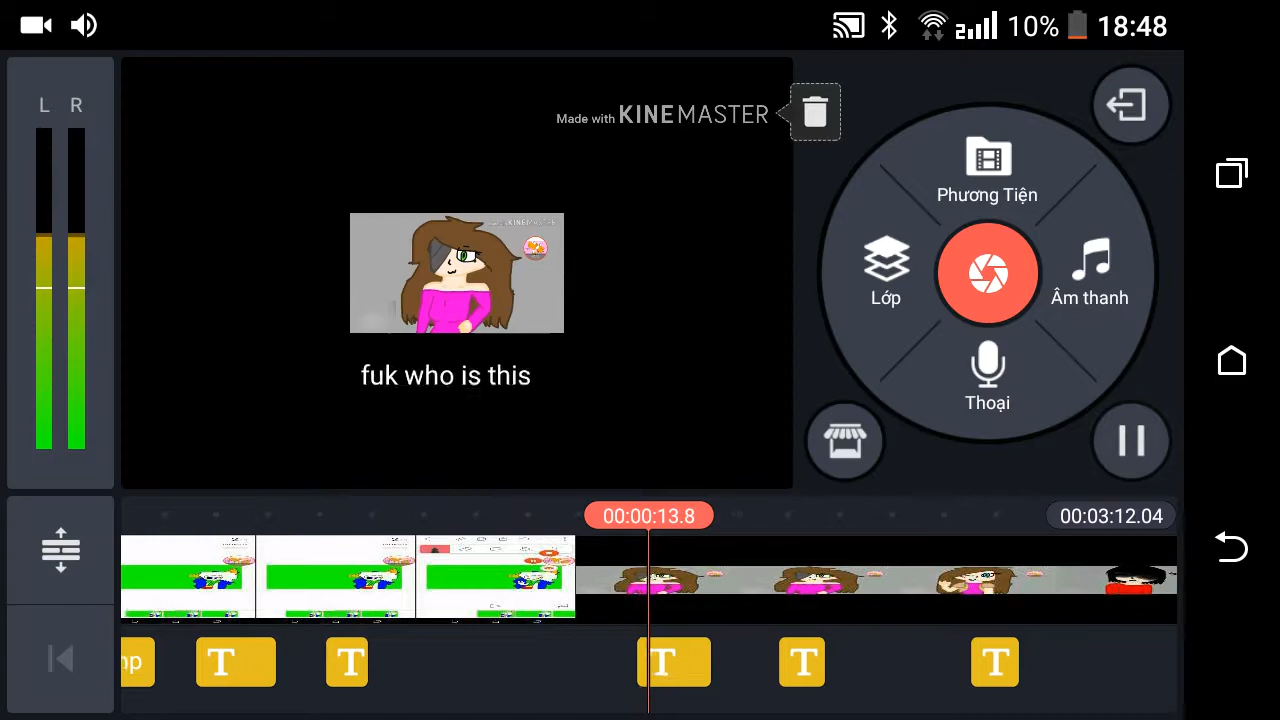 10% 18:48
L R
Made with KINEMASTER
Phương Tiện
KINEMASTER
Lớp
Âm thanh
fuk who is this
Thoại
00:00:13.8
00:03:12.04
T T T T T